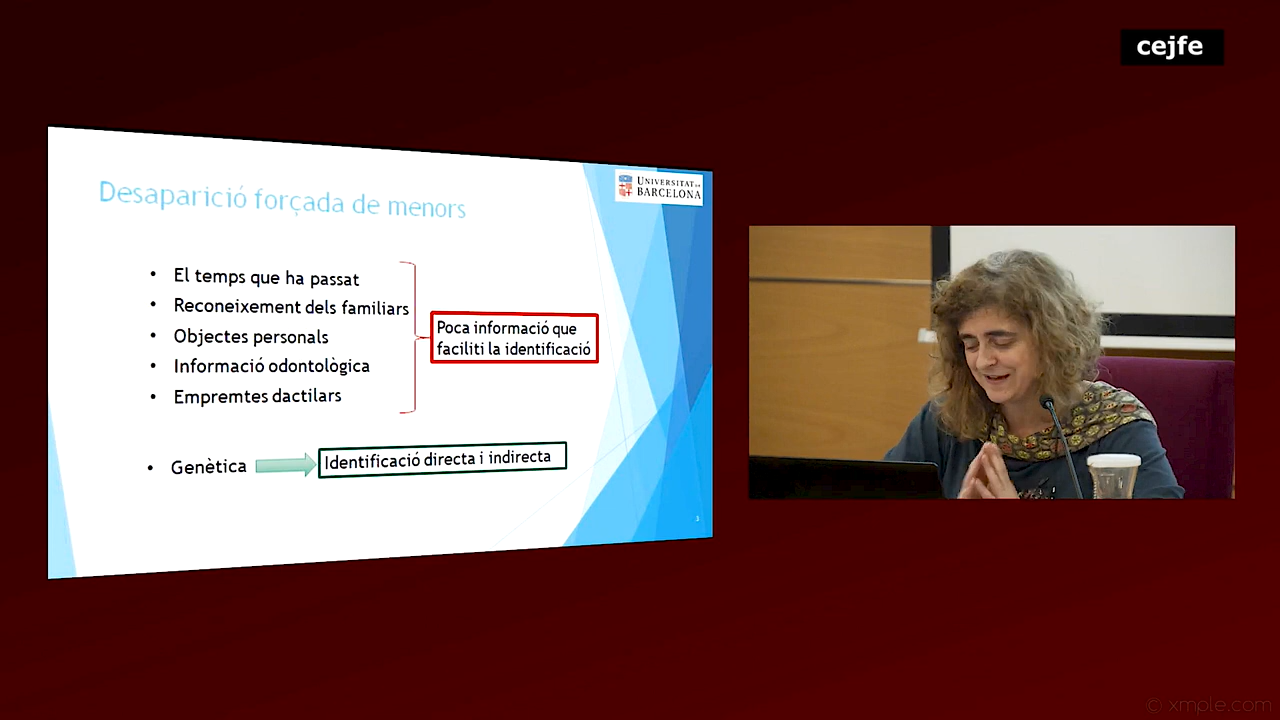 cejfe
Desaparició forçada de menors
UNIVERSITAT DE
BARCELONA
• El temps que ha passat
• Reconeixement dels familiars
• Objectes personals
• Informació odontològica
• Empremtes dactilars
Poca informació que
faciliti la identificació
• Genètica
Identificació directa i indirecta
3
© xmple.com